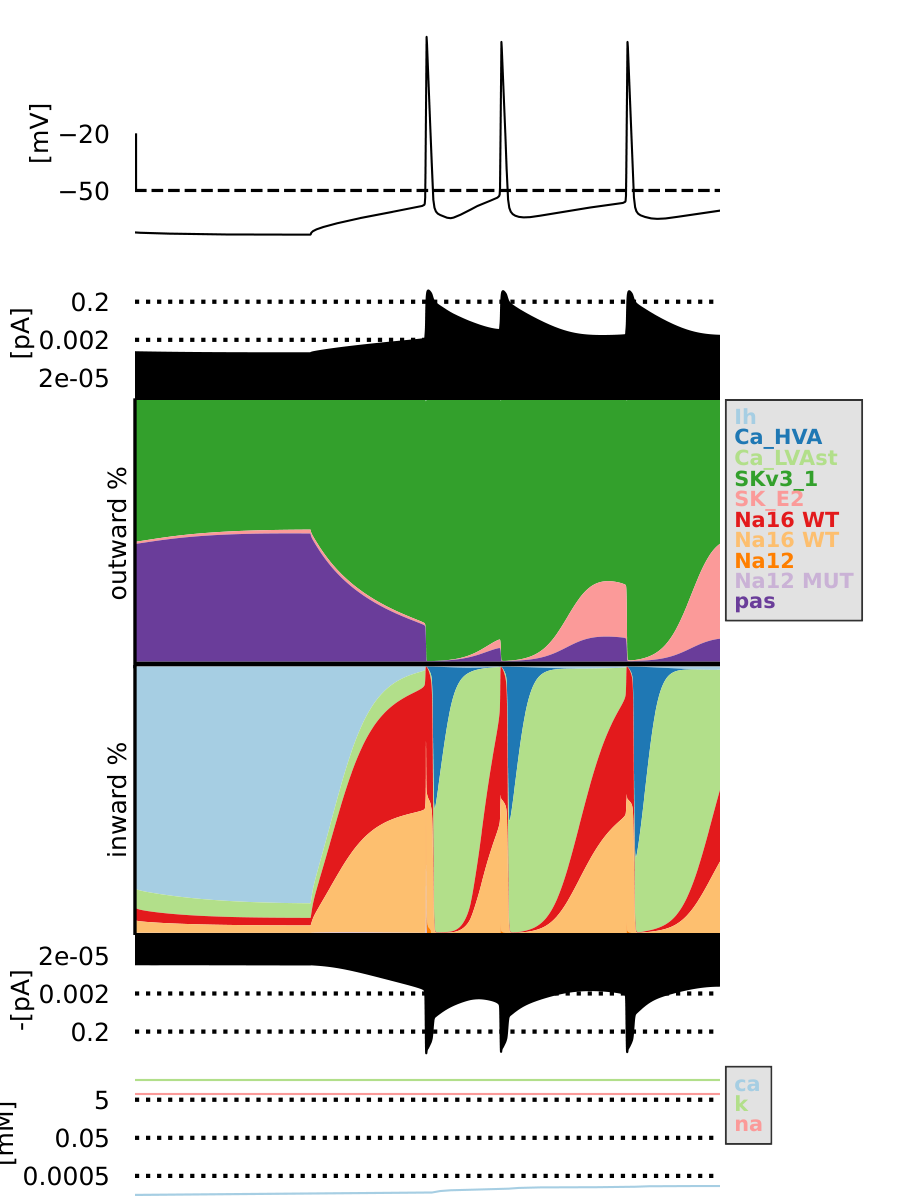 [mV]
−20
−50
[pA]
0.2
0.002
2e-05
outward %
Ih
Ca_HVA
Ca_LVAst
SKv3_1
SK_E2
Na16 WT
Na16 WT
Na12
Na12 MUT
pas
inward %
-[pA]
2e-05
0.002
0.2
[mM]
5
0.05
0.0005
ca
k
na